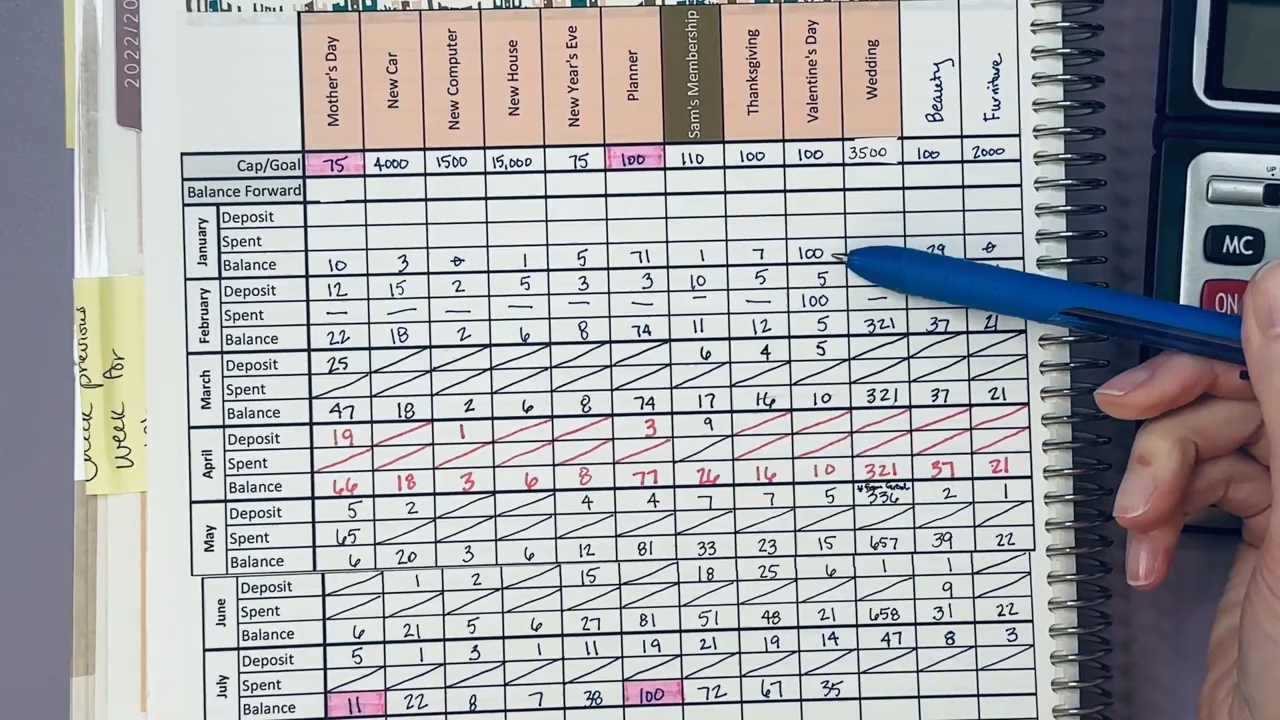 2022/20
Mother's Day New Car New Computer New House New Year's Eve Planner Sam's Membership Thanksgiving Valentine's Day Wedding Beauty Furniture
Cap/Goal 75 4000 1500 15,000 75 100 110 100 100 3500 100 2000
Balance Forward
January
Deposit
Spent
Balance 10 3 0 1 5 71 1 7 100 29 0
February
Deposit 12 15 2 5 3 3 10 5 5
Spent — — — — — — — — 100 —
Balance 22 18 2 6 8 74 11 12 5 321 37 21
March
Deposit 25 6 4 5
Spent
Balance 47 18 2 6 8 74 17 16 10 321 37 21
April
Deposit 19 1 3 9
Spent
Balance 66 18 3 6 8 77 26 16 10 321 37 21
May
Deposit 5 2 4 4 7 7 5 336 2 1
Spent 65
Balance 6 20 3 6 12 81 33 23 15 657 39 22
June
Deposit 1 2 15 18 25 6 1 1
Spent 9
Balance 6 21 5 6 27 81 51 48 21 658 31 22
July
Deposit 5 1 3 1 11 19 21 19 14 47 8 3
Spent
Balance 11 22 8 7 38 100 72 67 35
previous
week for
UP
MC
ON